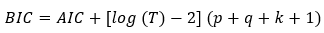 BIC = AIC + [log (T) − 2] (p + q + k + 1)